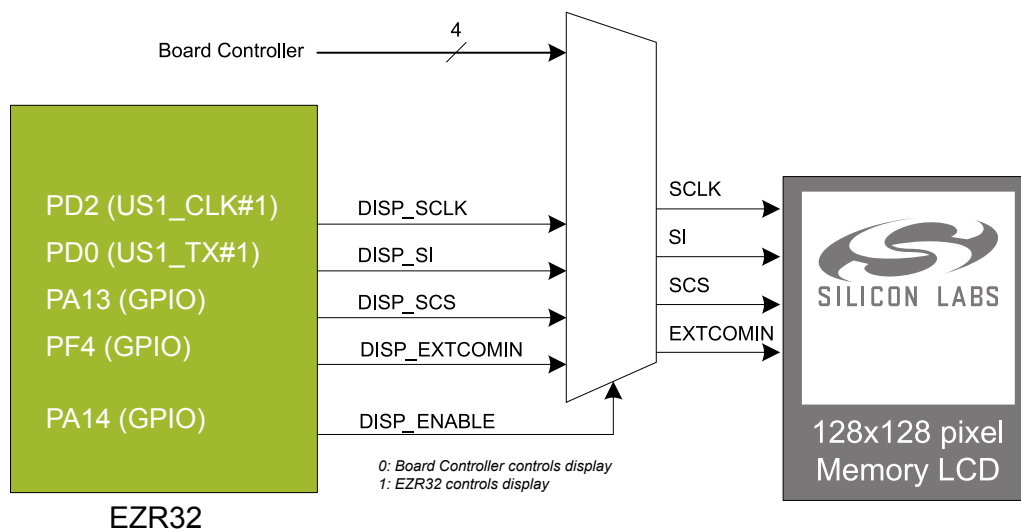 4
Board Controller
PD2 (US1_CLK#1)
DISP_SCLK
SCLK
PD0 (US1_TX#1)
DISP_SI
SI
PA13 (GPIO)
DISP_SCS
SCS
PF4 (GPIO)
DISP_EXTCOMIN
EXTCOMIN
PA14 (GPIO)
DISP_ENABLE
0: Board Controller controls display
1: EZR32 controls display
EZR32
SILICON LABS
128x128 pixel
Memory LCD